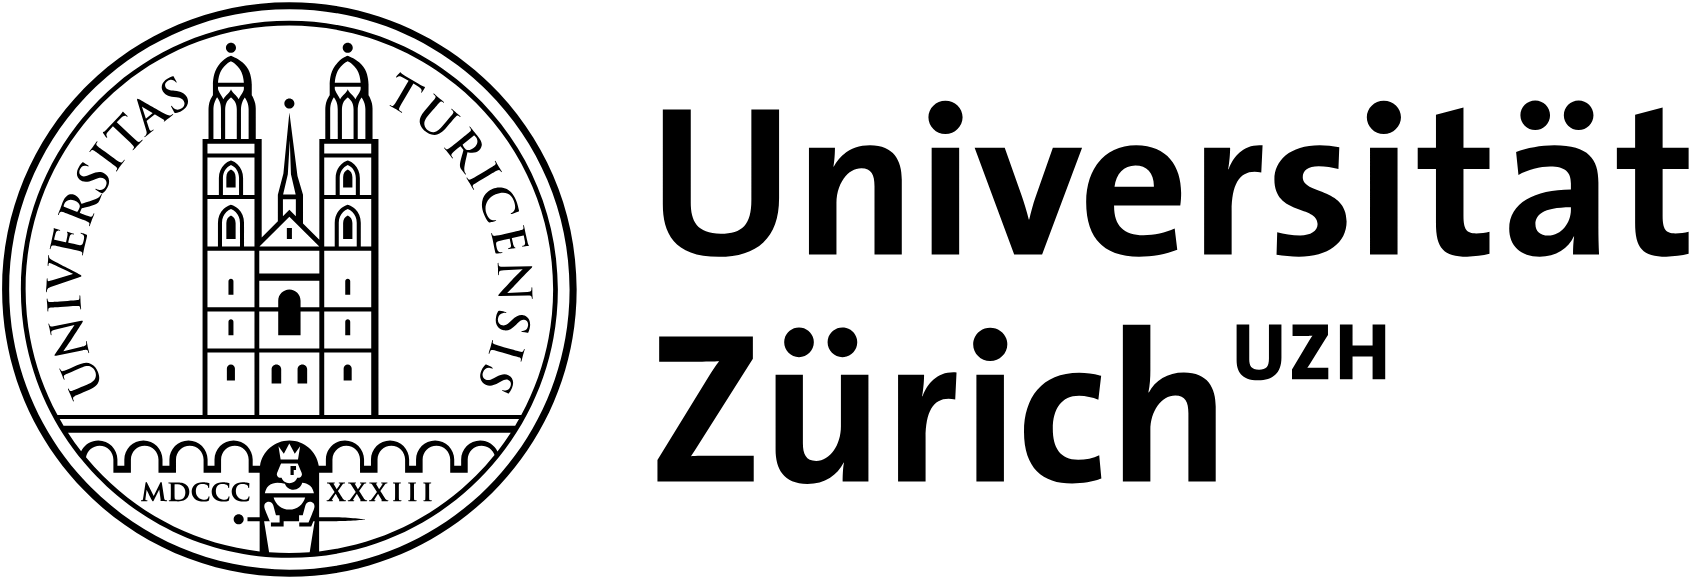 UNIVERSITAS TURICENSIS
MDCCC XXXIII
Universität
Zürich UZH